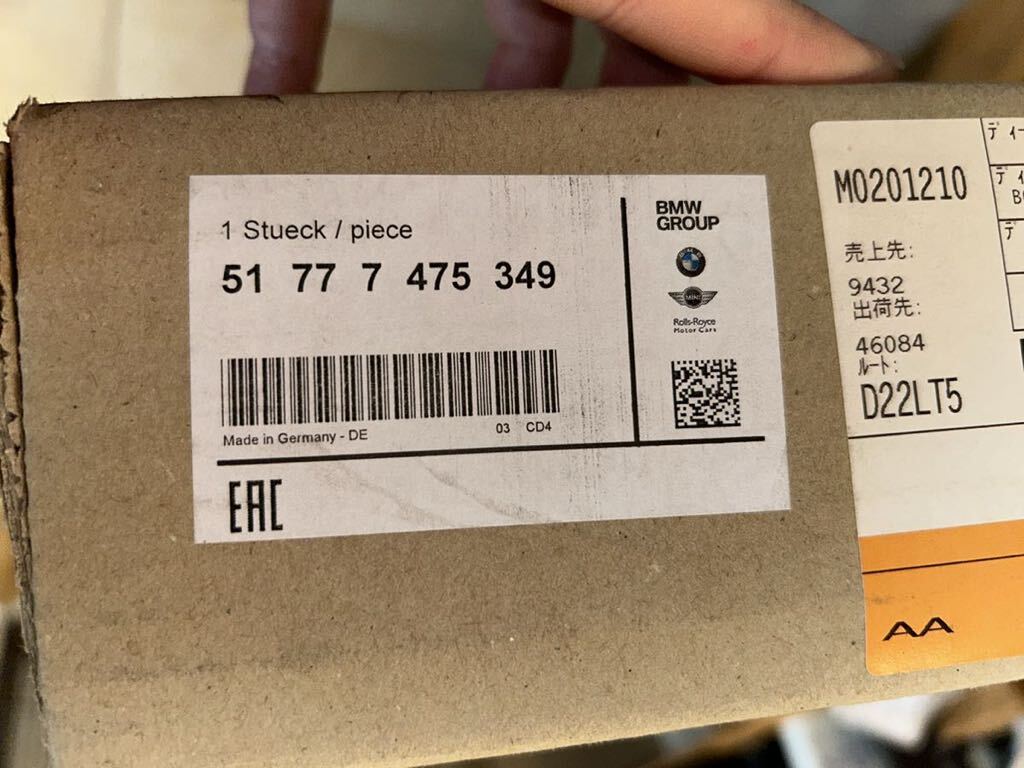 1 Stueck / piece
51 77 7 475 349
Made in Germany - DE
03 CD4
EAC
BMW
GROUP
MINI
Rolls-Royce
Motor Cars
M0201210
売上先:
9432
出荷先:
46084
ルート:
D22LT5
AA